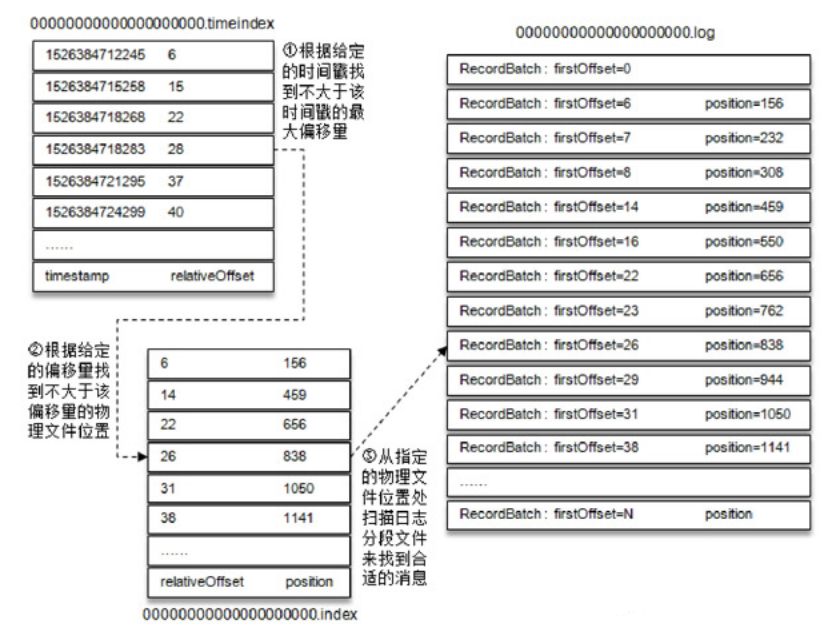 00000000000000000000.timeindex
1526384712245 6
1526384715258 15
1526384718268 22
1526384718283 28
1526384721295 37
1526384724299 40
......
timestamp relativeOffset
①根据给定
的时间戳找
到不大于该
时间戳的最
大偏移量
②根据给定
的偏移量找
到不大于该
偏移量的物
理文件位置
6 156
14 459
22 656
26 838
31 1050
38 1141
......
relativeOffset position
00000000000000000000.index
③从指定
的物理文
件位置处
扫描日志
分段文件
来找到合
适的消息
00000000000000000000.log
RecordBatch: firstOffset=0
RecordBatch: firstOffset=6 position=156
RecordBatch: firstOffset=7 position=232
RecordBatch: firstOffset=8 position=308
RecordBatch: firstOffset=14 position=459
RecordBatch: firstOffset=16 position=550
RecordBatch: firstOffset=22 position=656
RecordBatch: firstOffset=23 position=762
RecordBatch: firstOffset=26 position=838
RecordBatch: firstOffset=29 position=944
RecordBatch: firstOffset=31 position=1050
RecordBatch: firstOffset=38 position=1141
......
RecordBatch: firstOffset=N position